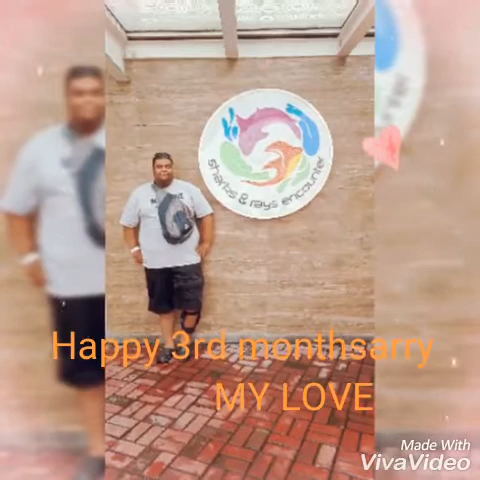 sharks & rays encounter
Happy 3rd monthsarry
MY LOVE
Made With
VivaVideo